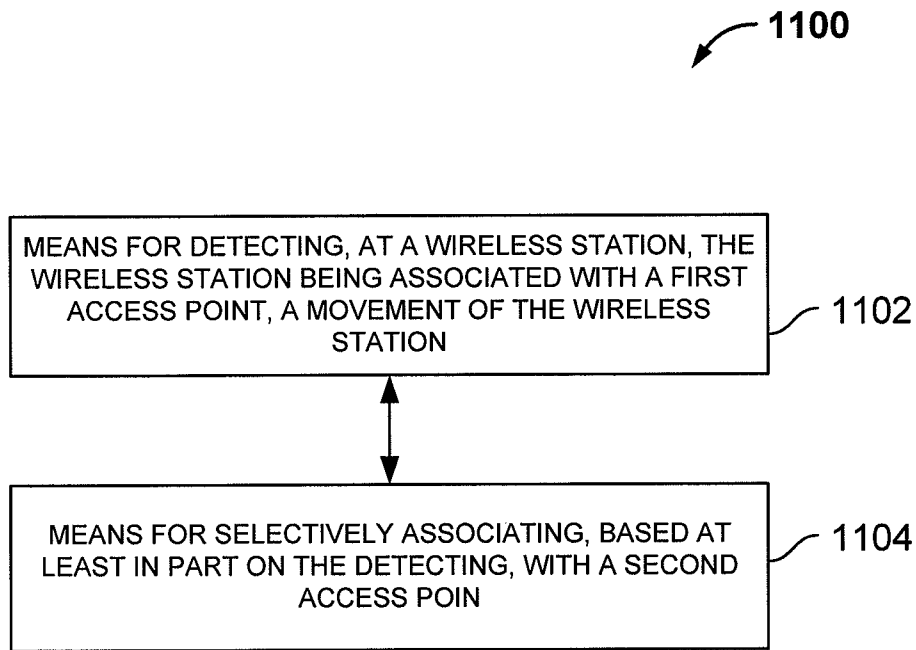 1100
MEANS FOR DETECTING, AT A WIRELESS STATION, THE
WIRELESS STATION BEING ASSOCIATED WITH A FIRST
ACCESS POINT, A MOVEMENT OF THE WIRELESS
STATION
1102
MEANS FOR SELECTIVELY ASSOCIATING, BASED AT
LEAST IN PART ON THE DETECTING, WITH A SECOND
ACCESS POIN
1104